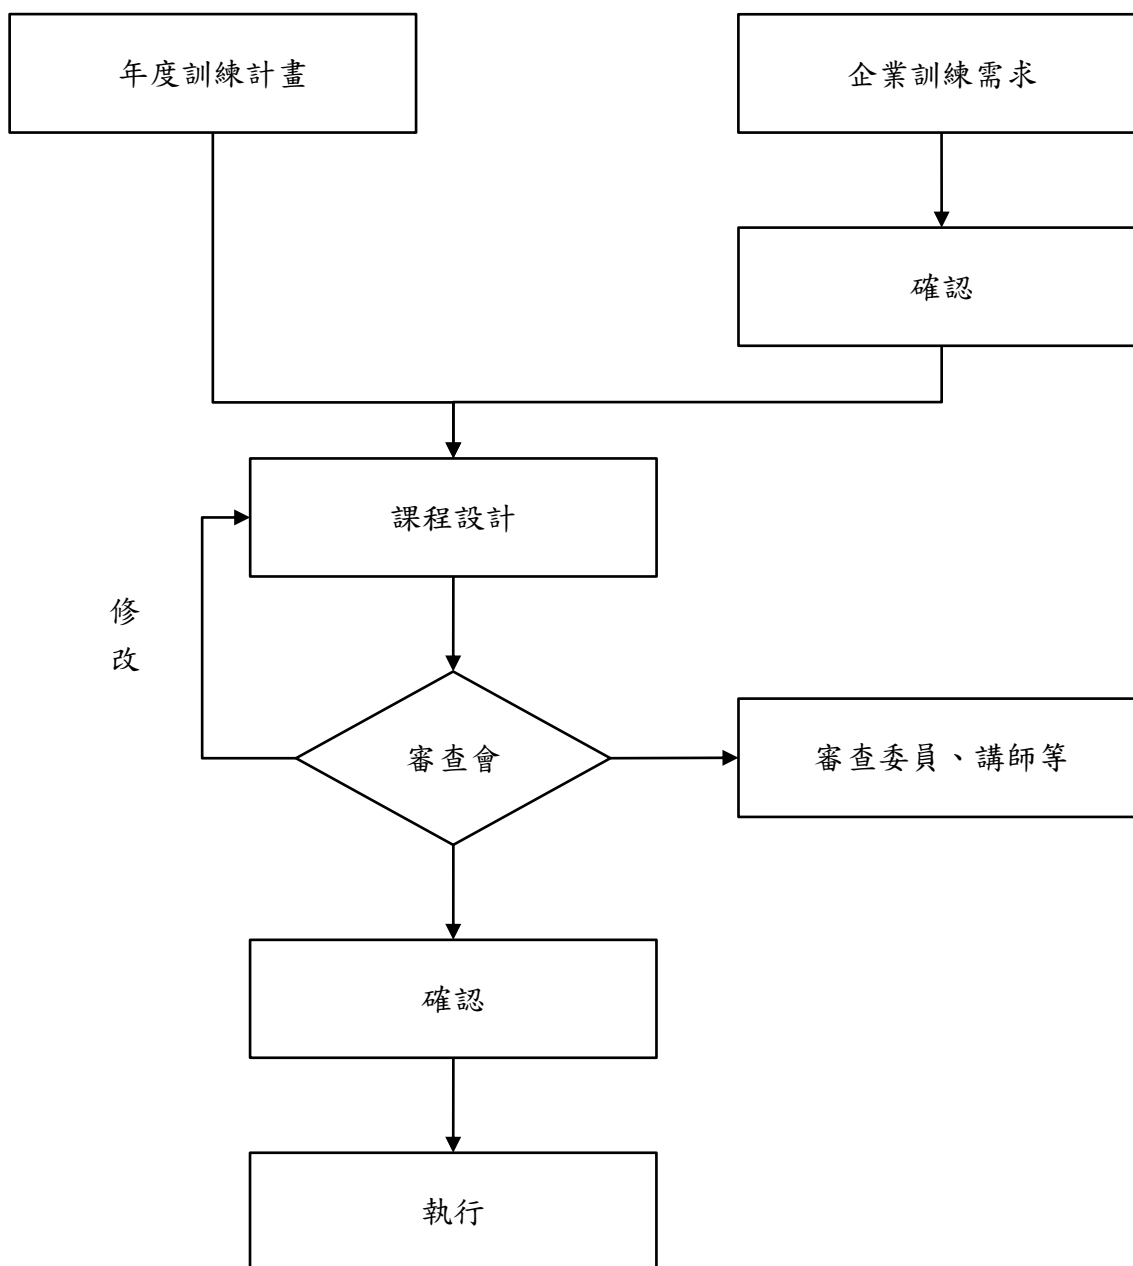 年度訓練計畫
企業訓練需求
確認
課程設計
修
改
審查會
審查委員、講師等
確認
執行